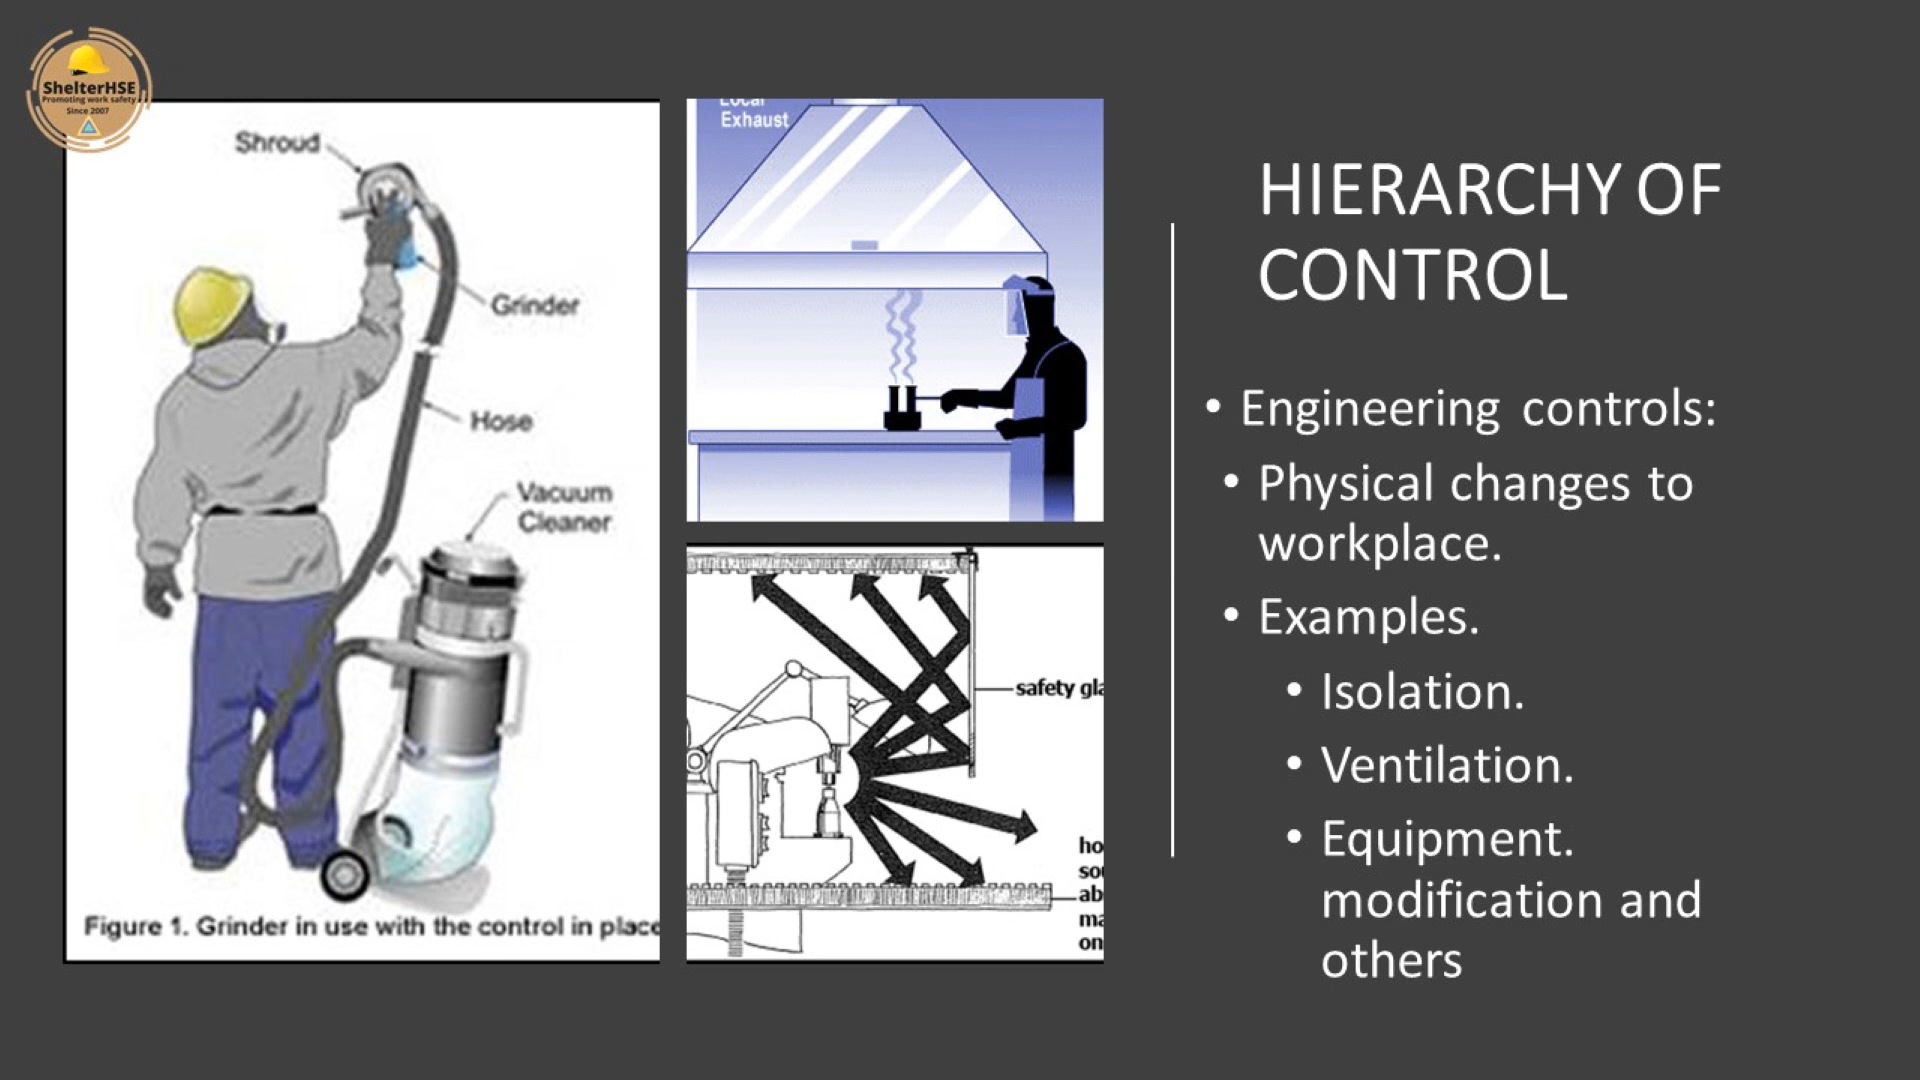 ShelterHSE
Promoting work safety
Since 2007
Shroud
Grinder
Hose
Vacuum
Cleaner
Figure 1. Grinder in use with the control in place
Local
Exhaust
safety gla
ho
so
ab
ma
on
HIERARCHY OF
CONTROL
• Engineering controls:
• Physical changes to
workplace.
• Examples.
• Isolation.
• Ventilation.
• Equipment.
modification and
others